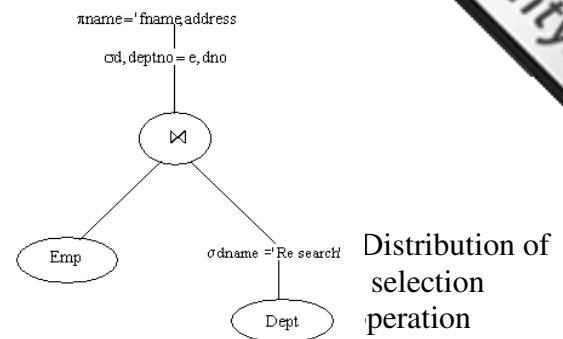 πname='fname,address
σd,deptno = e,dno
⋈
Emp
σdname ='Re search'
Dept
Distribution of
selection
peration